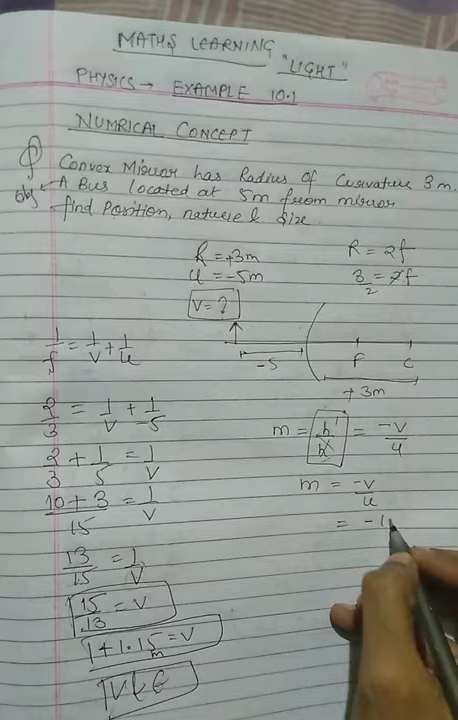 MATHS LEARNING
"LIGHT"
PHYSICS → EXAMPLE 10.1
NUMRICAL CONCEPT
Q Convex Mirror has Radius of Curvature 3 m.
obj A Bus located at 5m from mirror
find Position, nature & Size
R = +3m
u = -5m
V = ?
R = 2f
3/2 = 2f
-5
F
C
+3m
1/f = 1/v + 1/u
2/3 = 1/v + 1/-5
2/3 + 1/5 = 1/v
10+3/15 = 1/v
13/15 = 1/v
15/13 = v
+1.15m = v
m = h'/h = -v/u
m = -v/u
= -1